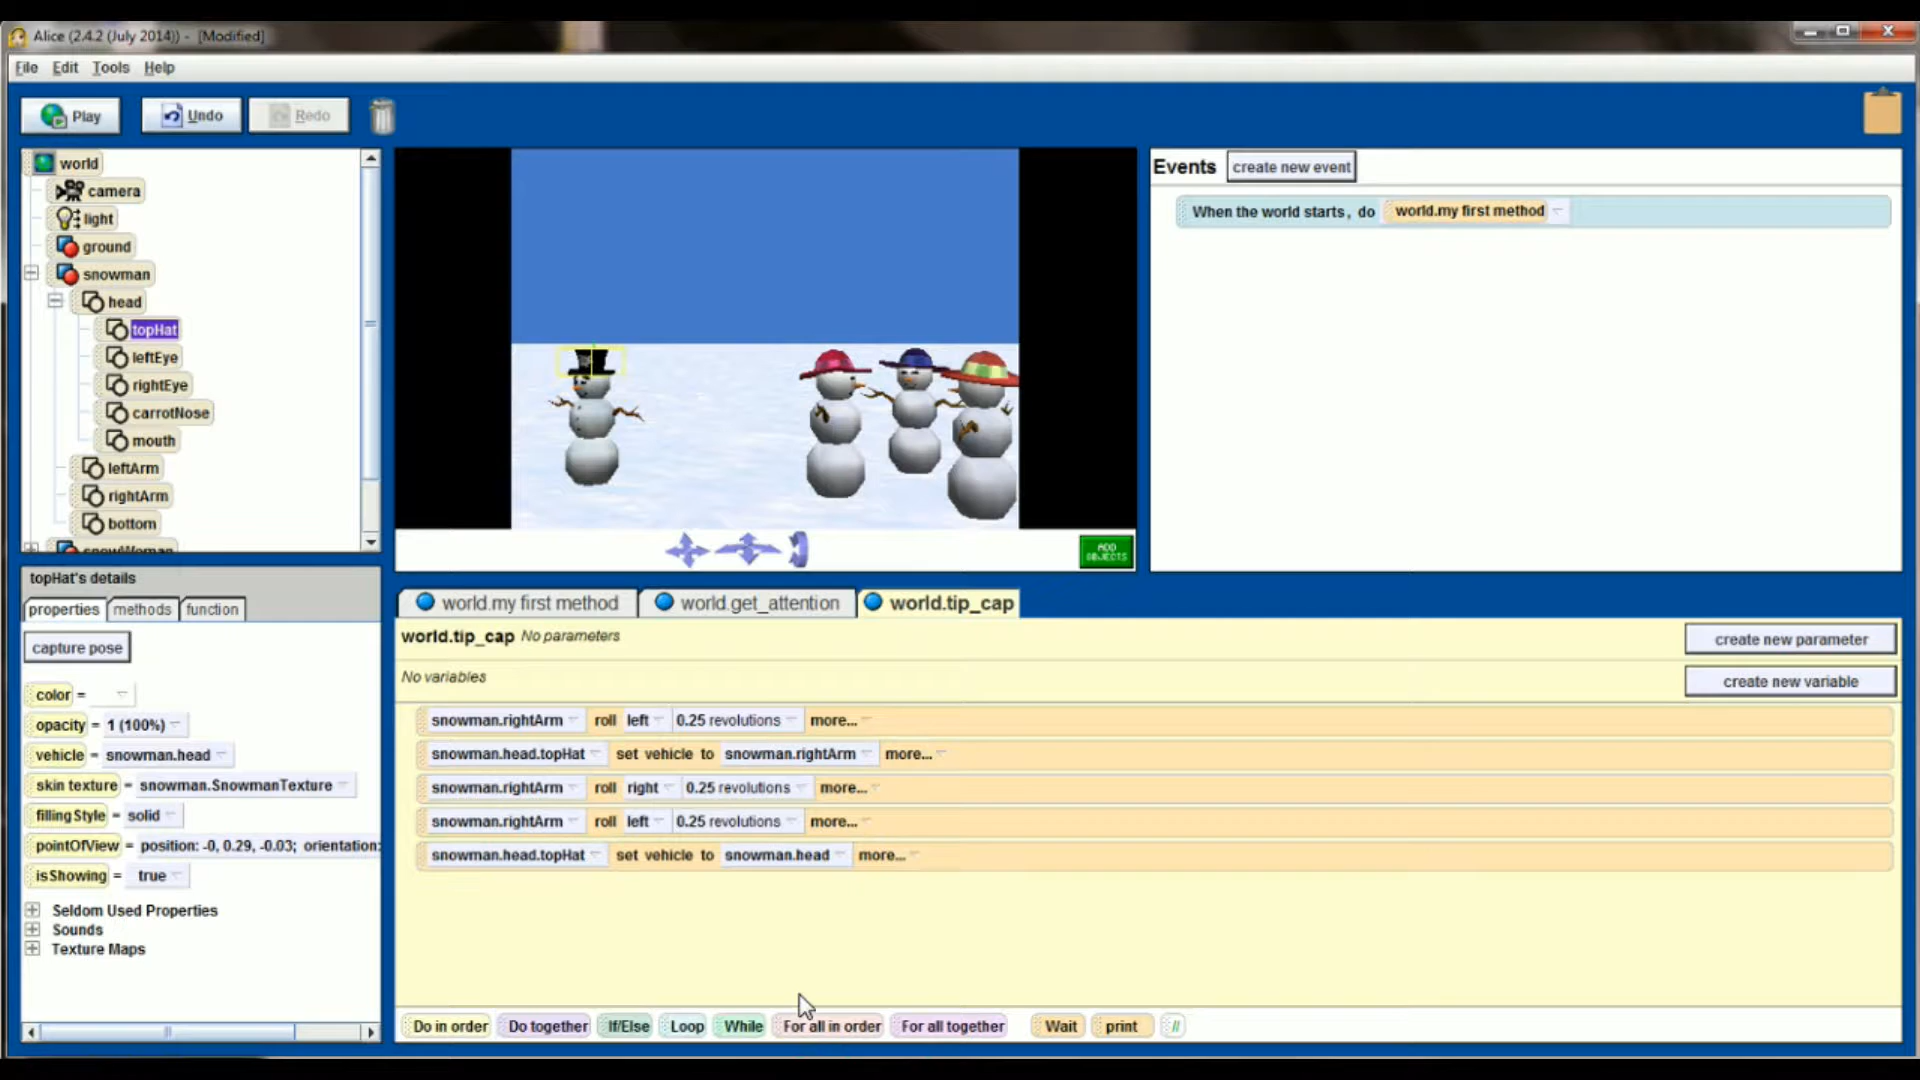 Alice (2.4.2 (July 2014)) - [Modified]
File Edit Tools Help
Play Undo Redo
world
camera
light
ground
snowman
head
topHat
leftEye
rightEye
carrotNose
mouth
leftArm
rightArm
bottom
snowWoman
ADD OBJECTS
Events create new event
When the world starts, do world.my first method
topHat's details
properties methods function
capture pose
color =
opacity = 1 (100%)
vehicle = snowman.head
skin texture = snowman.SnowmanTexture
fillingStyle = solid
pointOfView = position: -0, 0.29, -0.03; orientation:
isShowing = true
Seldom Used Properties
Sounds
Texture Maps
world.my first method world.get_attention world.tip_cap
world.tip_cap No parameters create new parameter
No variables create new variable
snowman.rightArm roll left 0.25 revolutions more...
snowman.head.topHat set vehicle to snowman.rightArm more...
snowman.rightArm roll right 0.25 revolutions more...
snowman.rightArm roll left 0.25 revolutions more...
snowman.head.topHat set vehicle to snowman.head more...
Do in order Do together If/Else Loop While For all in order For all together Wait print //